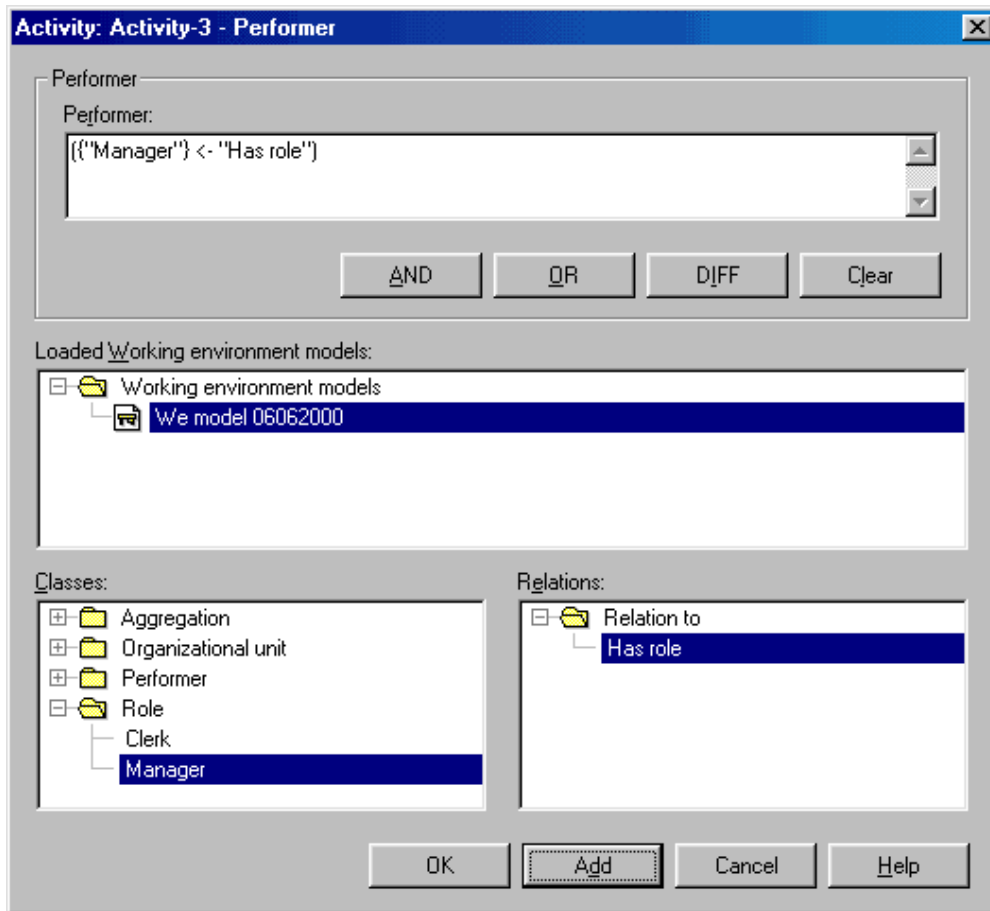 Activity: Activity-3 - Performer
Performer
Performer:
({"Manager"} <- "Has role")
AND OR DIFF Clear
Loaded Working environment models:
Working environment models
We model 06062000
Classes:
Aggregation
Organizational unit
Performer
Role
Clerk
Manager
Relations:
Relation to
Has role
OK Add Cancel Help